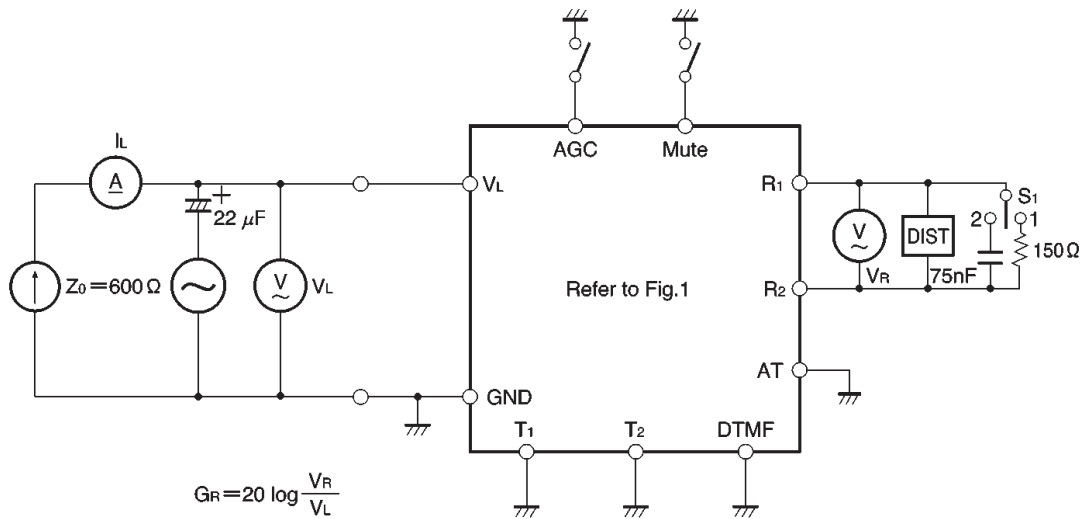 AGC
Mute
IL
A
VL
22 μF
+
Z0=600 Ω
V
VL
GND
T1
T2
DTMF
Refer to Fig.1
R1
R2
AT
V
VR
DIST
75nF
2
S1
1
150Ω
GR=20 log VR/VL